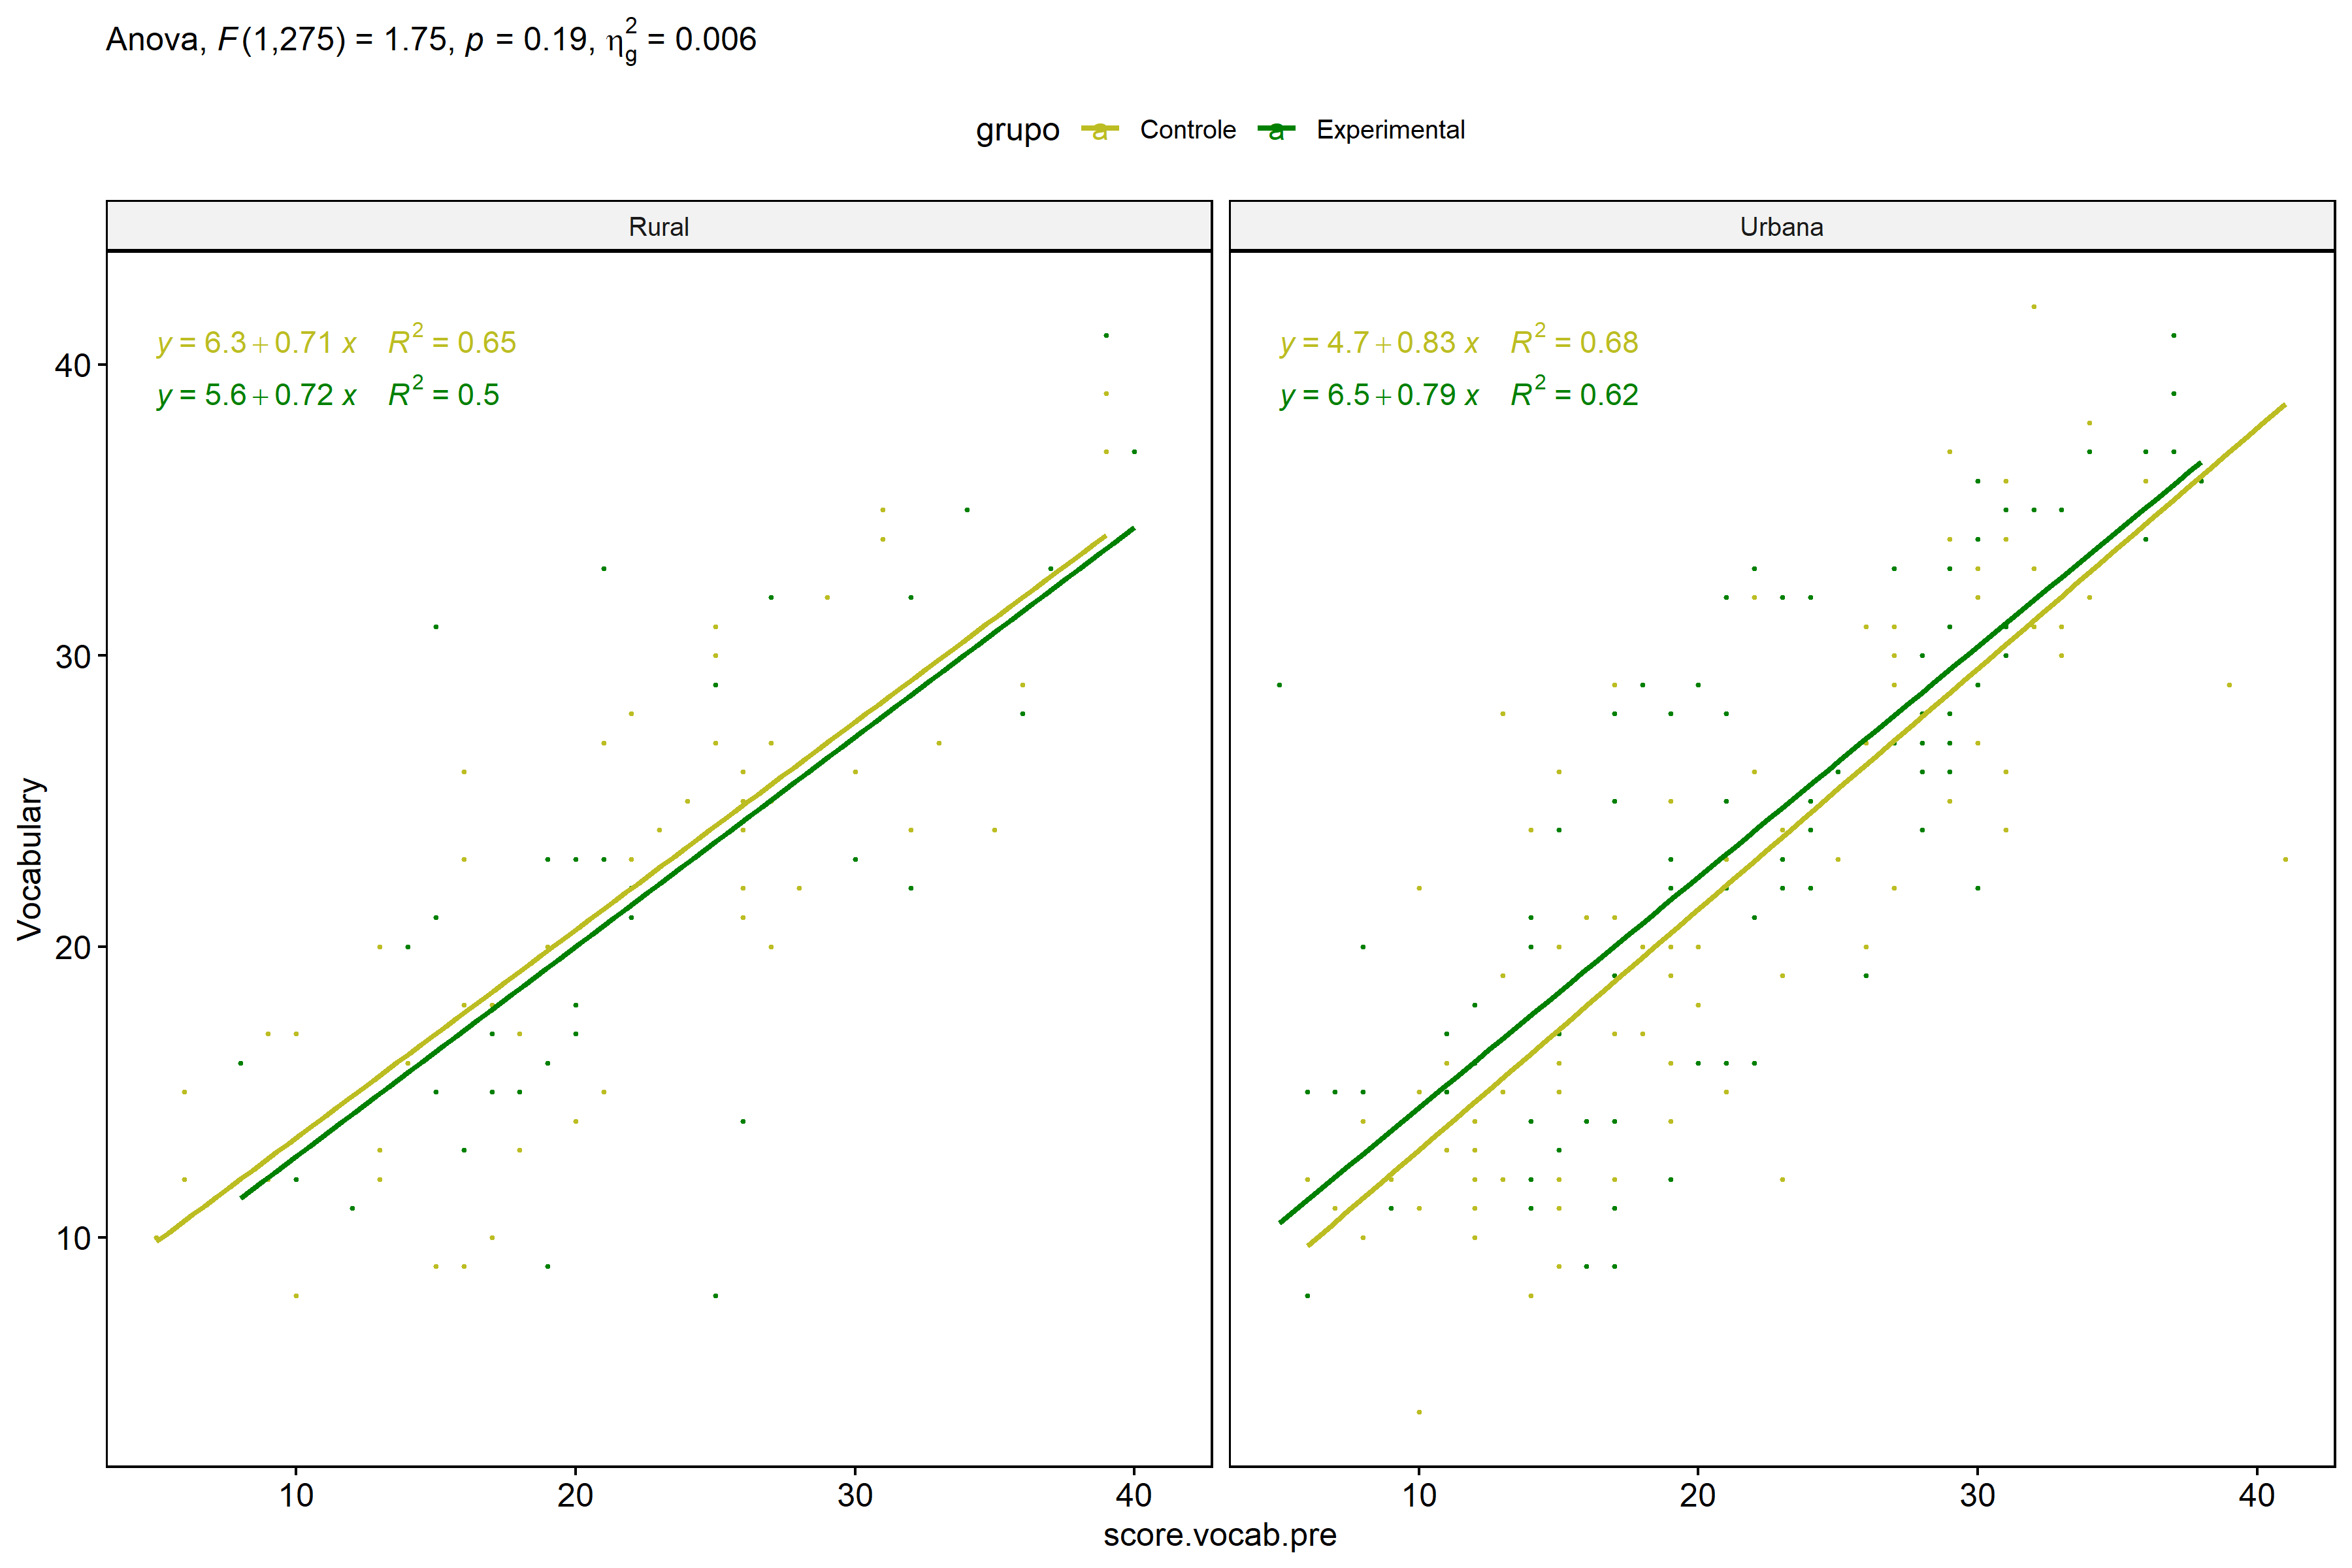 Anova, F(1,275) = 1.75, p = 0.19, η²g = 0.006
grupo a Controle a Experimental
Rural
Urbana
y = 6.3 + 0.71 x R² = 0.65
y = 5.6 + 0.72 x R² = 0.5
y = 4.7 + 0.83 x R² = 0.68
y = 6.5 + 0.79 x R² = 0.62
40
30
20
10
Vocabulary
10 20 30 40
10 20 30 40
score.vocab.pre